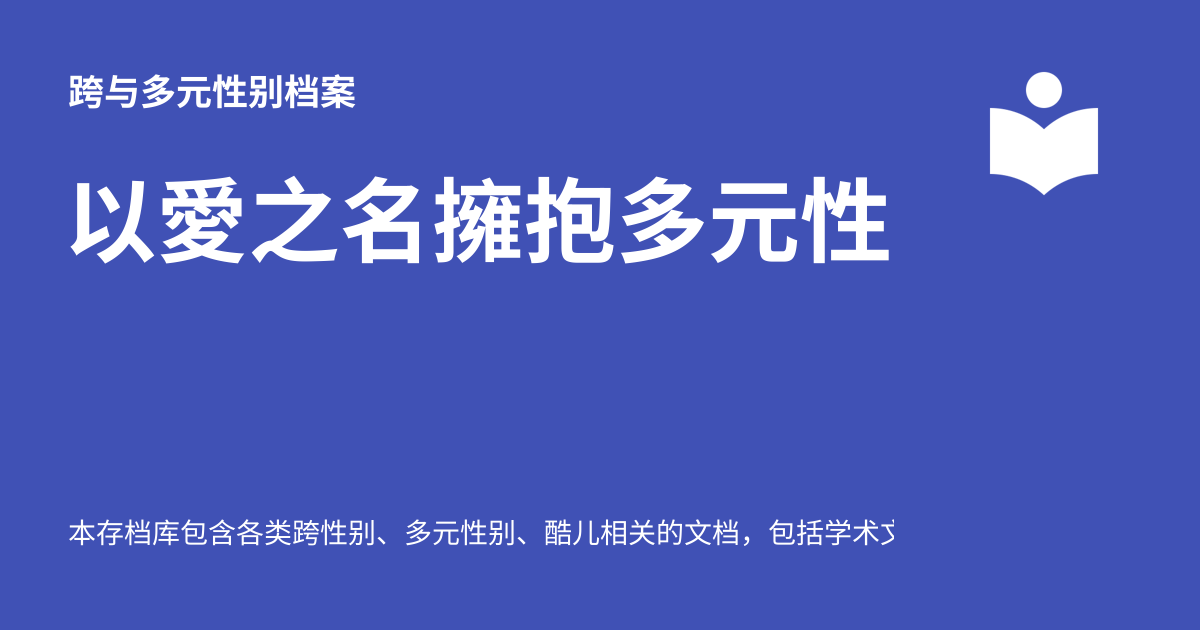 跨与多元性别档案
以愛之名擁抱多元性
本存档库包含各类跨性别、多元性别、酷儿相关的文档，包括学术